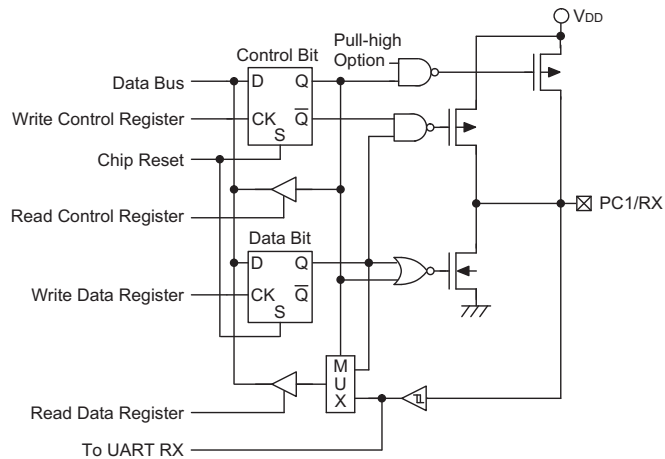 VDD
Pull-high
Option
Control Bit
Data Bus
D
Q
Write Control Register
CK
Q
S
Chip Reset
Read Control Register
PC1/RX
Data Bit
D
Q
Write Data Register
CK
Q
S
M
U
X
Read Data Register
To UART RX